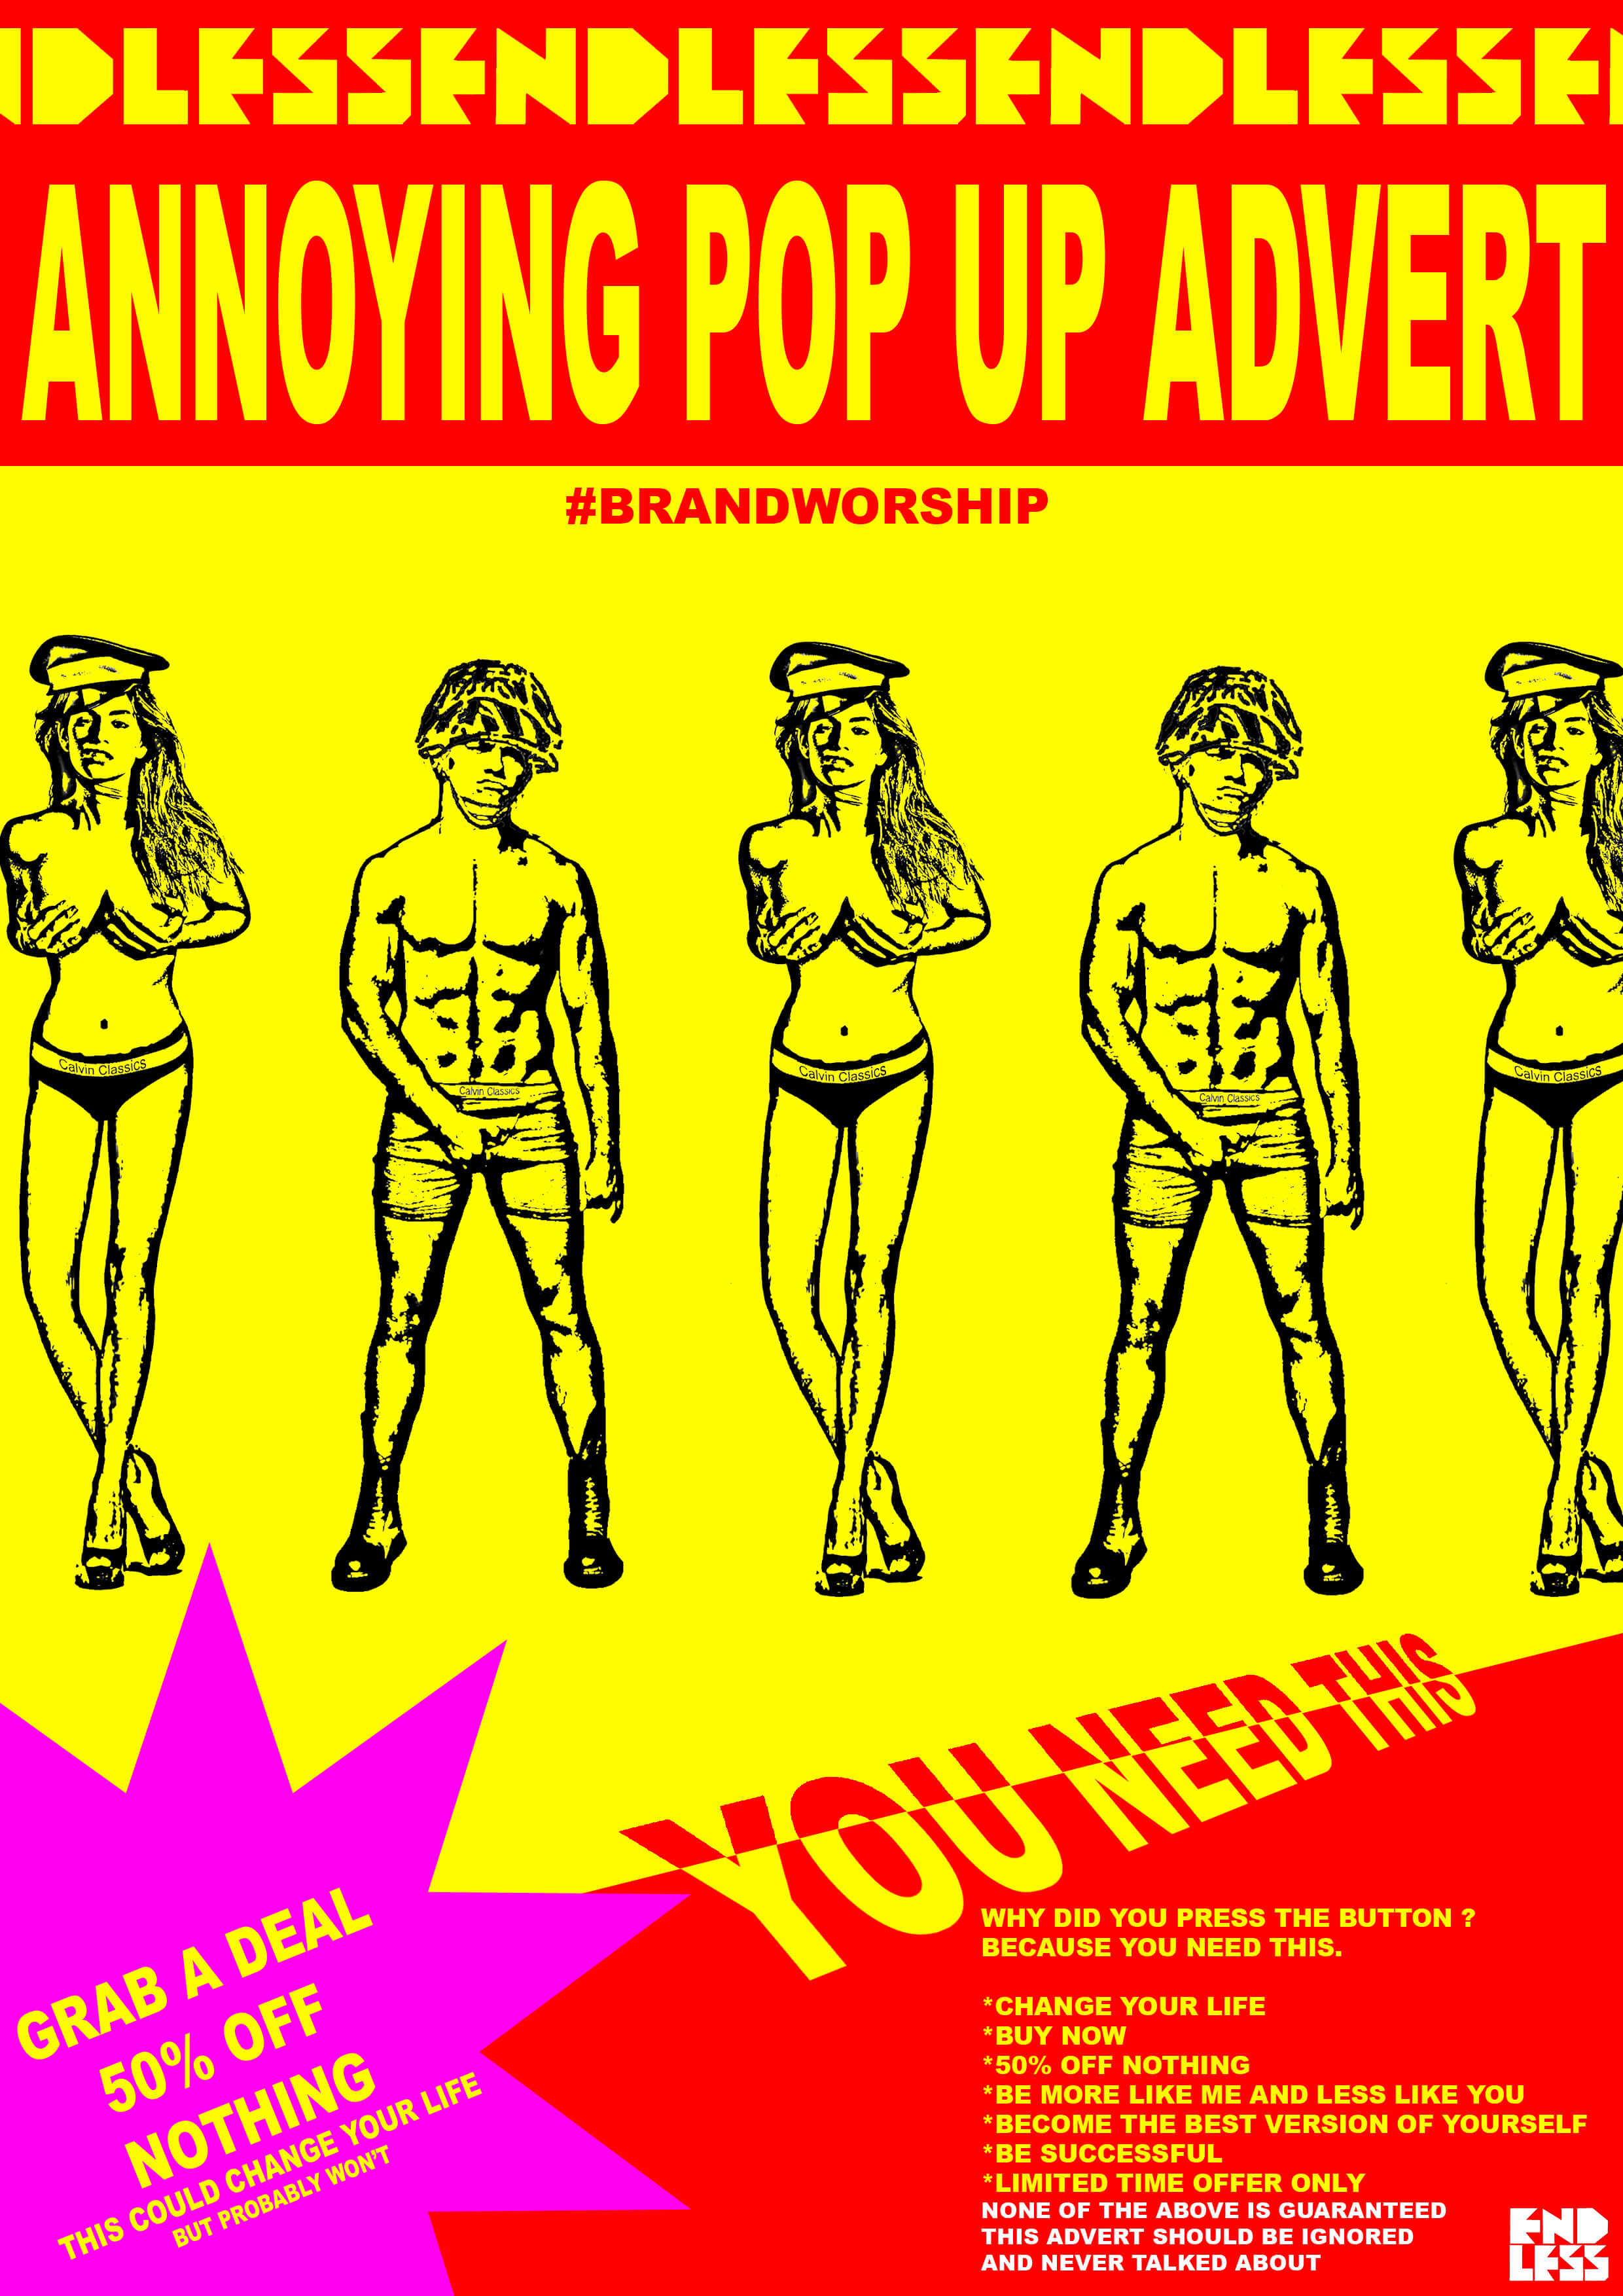 NDLESSENDLESSENDLESSEN
ANNOYING POP UP ADVERT
#BRANDWORSHIP
Calvin Classics
Calvin Classics
Calvin Classics
Calvin Classics
Calvin Classics
YOU NEED THIS
GRAB A DEAL
50% OFF
NOTHING
THIS COULD CHANGE YOUR LIFE
BUT PROBABLY WON'T
WHY DID YOU PRESS THE BUTTON ?
BECAUSE YOU NEED THIS.
*CHANGE YOUR LIFE
*BUY NOW
*50% OFF NOTHING
*BE MORE LIKE ME AND LESS LIKE YOU
*BECOME THE BEST VERSION OF YOURSELF
*BE SUCCESSFUL
*LIMITED TIME OFFER ONLY
NONE OF THE ABOVE IS GUARANTEED
THIS ADVERT SHOULD BE IGNORED
AND NEVER TALKED ABOUT
END
LESS